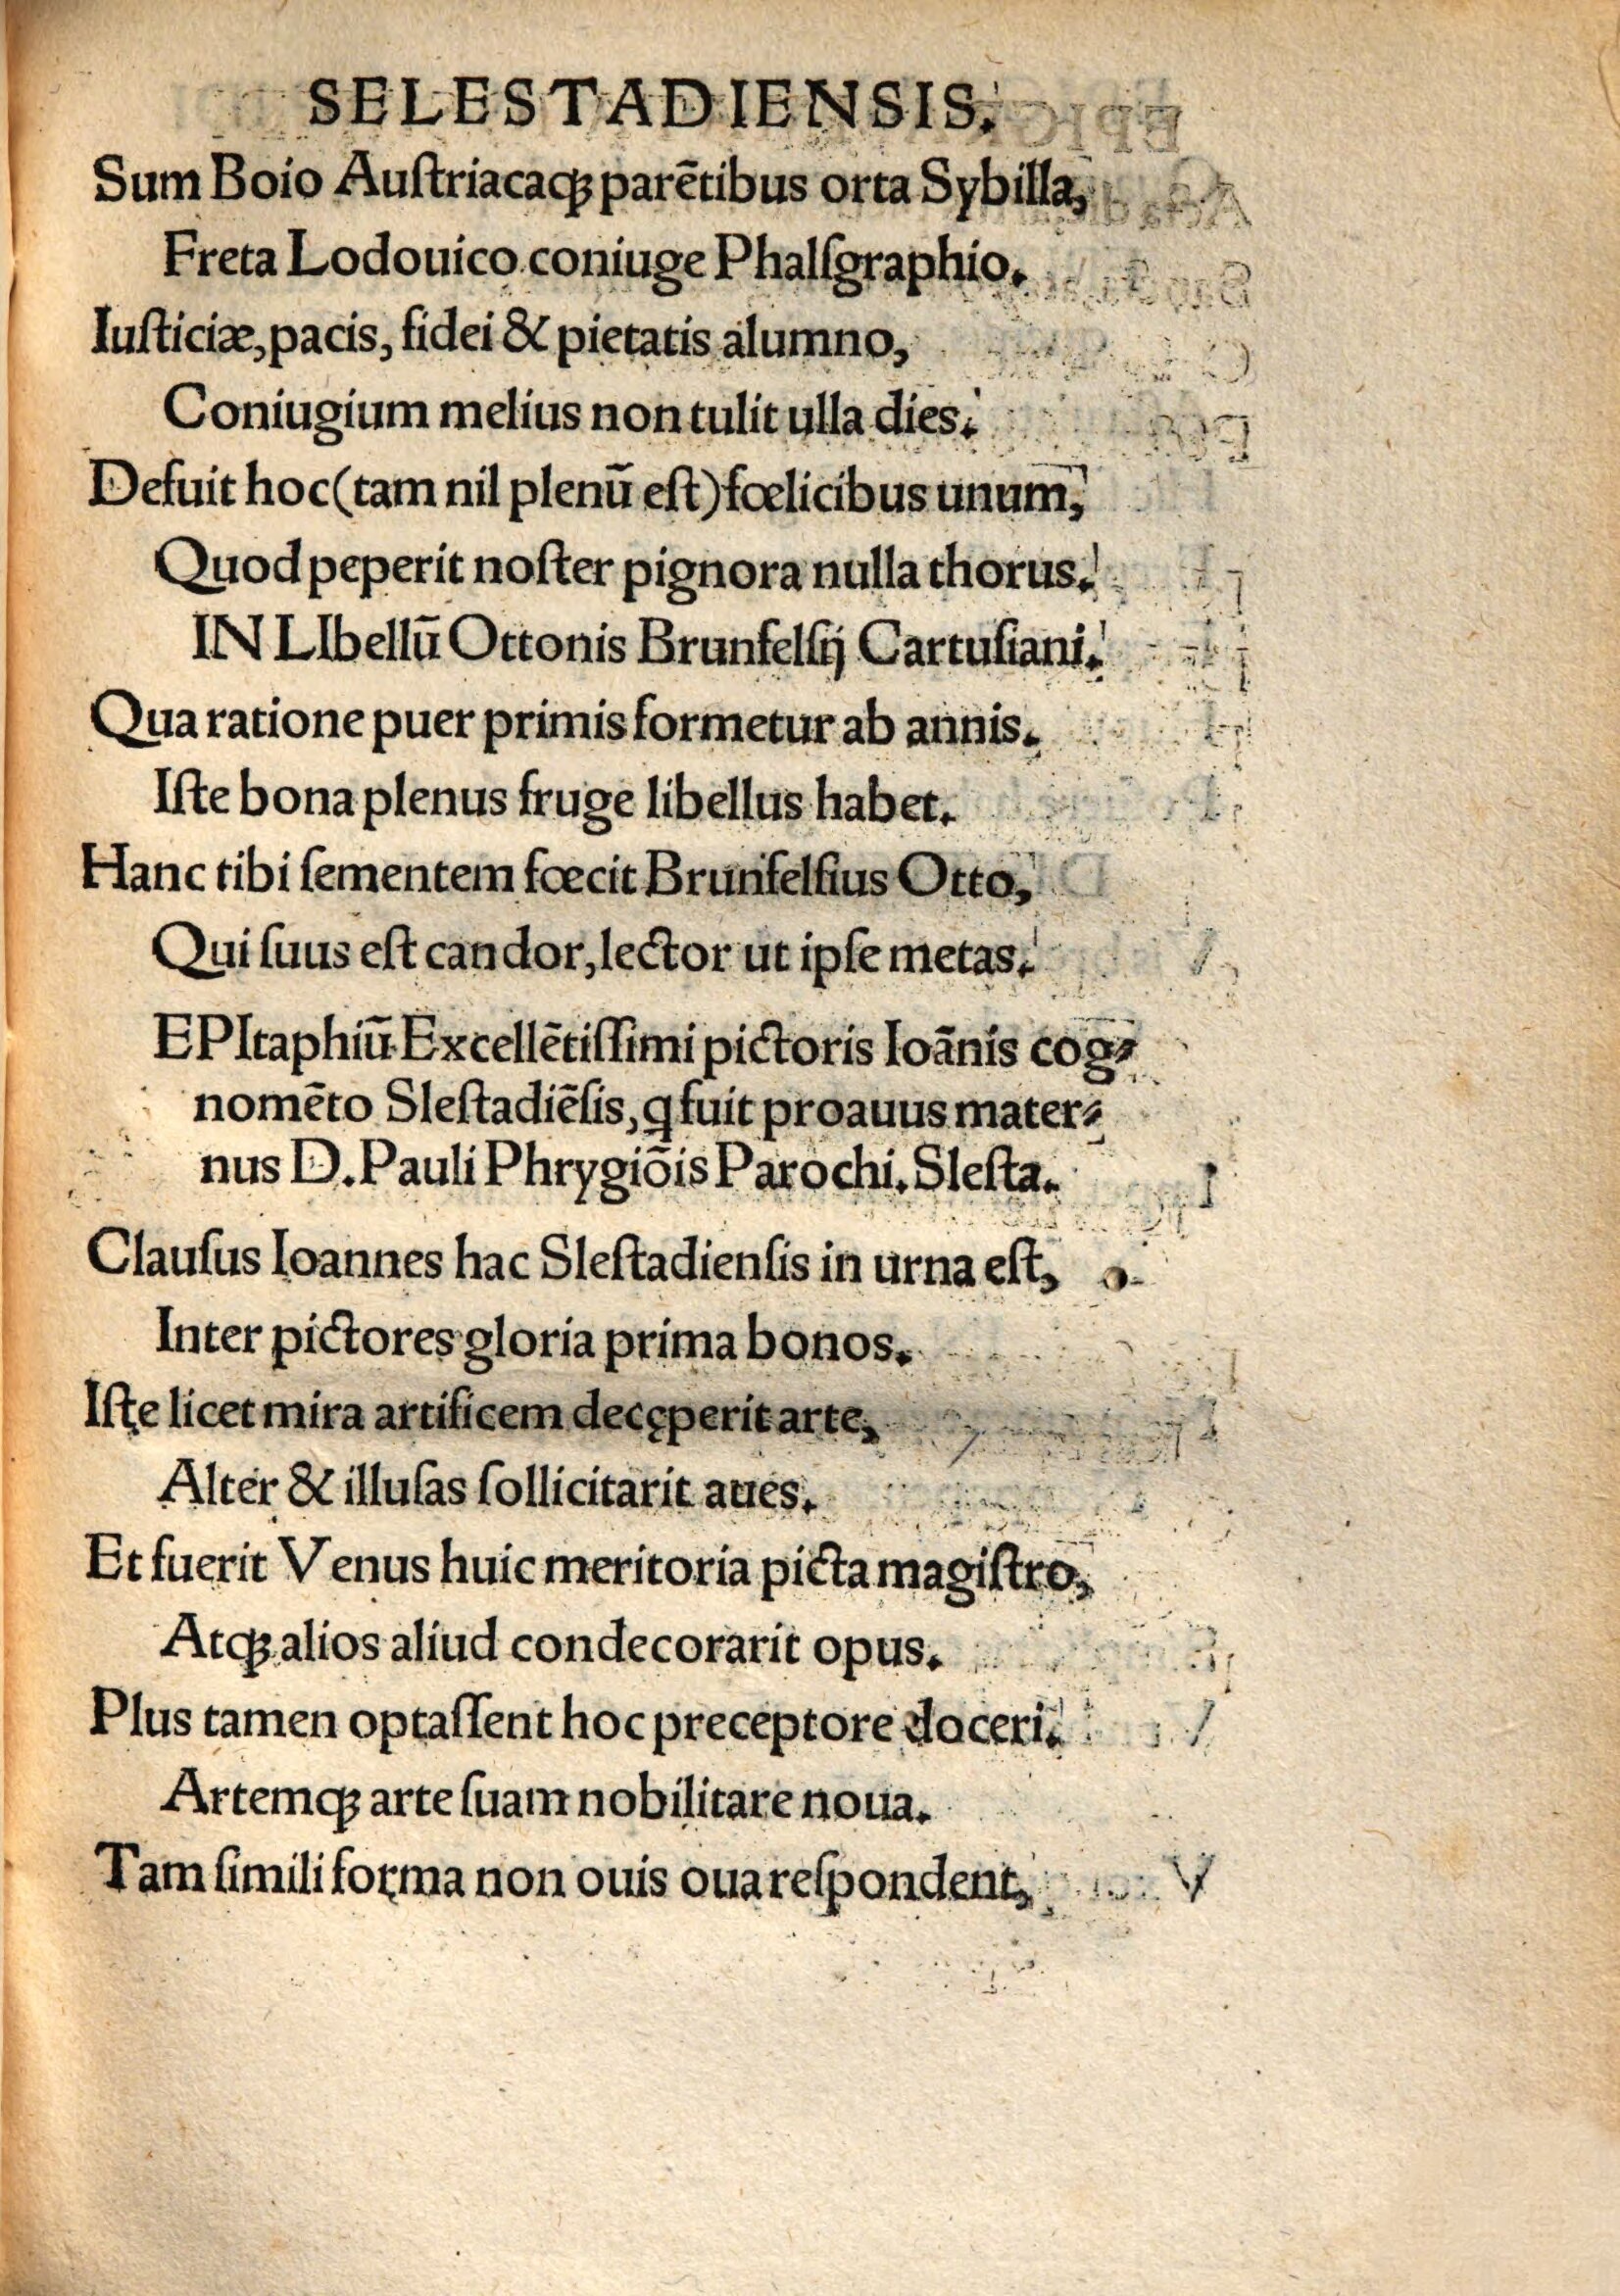 SELESTADIENSIS.
Sum Boio Auſtriacaqꝫ parẽtibus orta Sybilla,
Freta Lodouico coniuge Phalſgraphio.
Iuſticiæ, pacis, fidei & pietatis alumno,
Coniugium melius non tulit ulla dies.
Defuit hoc (tam nil plenũ eſt) fœlicibus unum,
Quod peperit noſter pignora nulla thorus.
IN LIbellũ Ottonis Brunfelſij Cartuſiani.
Qua ratione puer primis formetur ab annis.
Iſte bona plenus fruge libellus habet.
Hanc tibi ſementem fœcit Brunfelſius Otto,
Qui ſuus eſt candor, lector ut ipſe metas.
EPItaphiũ Excellẽtiſſimi pictoris Ioãnis cog⸗
nomẽto Sleſtadiẽſis, ꝗ fuit proauus mater⸗
nus D. Pauli Phrygiõis Parochi. Sleſta.
Clauſus Ioannes hac Sleſtadienſis in urna eſt,
Inter pictores gloria prima bonos.
Iſte licet mira artificem decęperit arte,
Alter & illuſas ſollicitarit aues.
Et fuerit Venus huic meritoria picta magiſtro,
Atqꝫ alios aliud condecorarit opus.
Plus tamen optaſſent hoc preceptore doceri.
Artemqꝫ arte ſuam nobilitare noua.
Tam ſimili forma non ouis oua reſpondent,